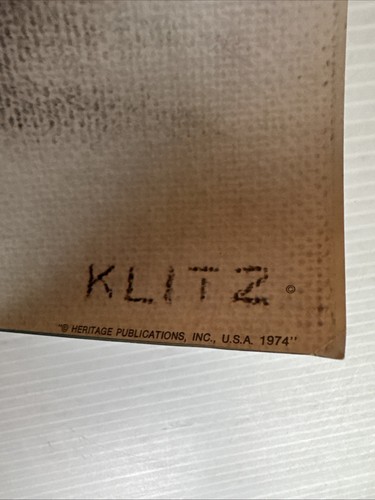 KLITZ ©
"© HERITAGE PUBLICATIONS, INC., U.S.A. 1974"